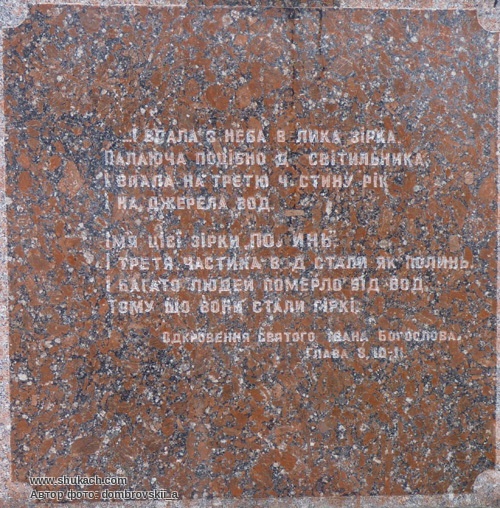 ...І ВПАЛА З НЕБА ВЕЛИКА ЗІРКА,
ПАЛАЮЧА ПОДІБНО ДО СВІТИЛЬНИКА,
І ВПАЛА НА ТРЕТЮ ЧАСТИНУ РІК
І НА ДЖЕРЕЛА ВОД.
ІМЯ ЦІЄІ ЗІРКИ „ПОЛИНЬ"
І ТРЕТЯ ЧАСТИНА ВОД СТАЛИ ЯК ПОЛИНЬ,
І БАГАТО ЛЮДЕЙ ПОМЕРЛО ВІД ВОД,
ТОМУ ЩО ВОНИ СТАЛИ ГІРКІ.
ОДКРОВЕННЯ СВЯТОГО ІВАНА БОГОСЛОВА.
ГЛАВА 8, 10-11
www.shukach.com
Автор фото: dombrovskii_a